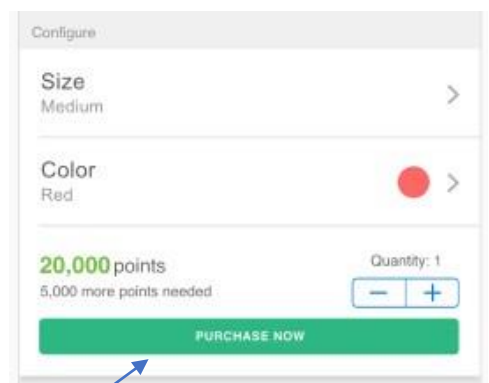 Configure
Size
Medium
Color
Red
20,000 points
Quantity: 1
5,000 more points needed
− +
PURCHASE NOW